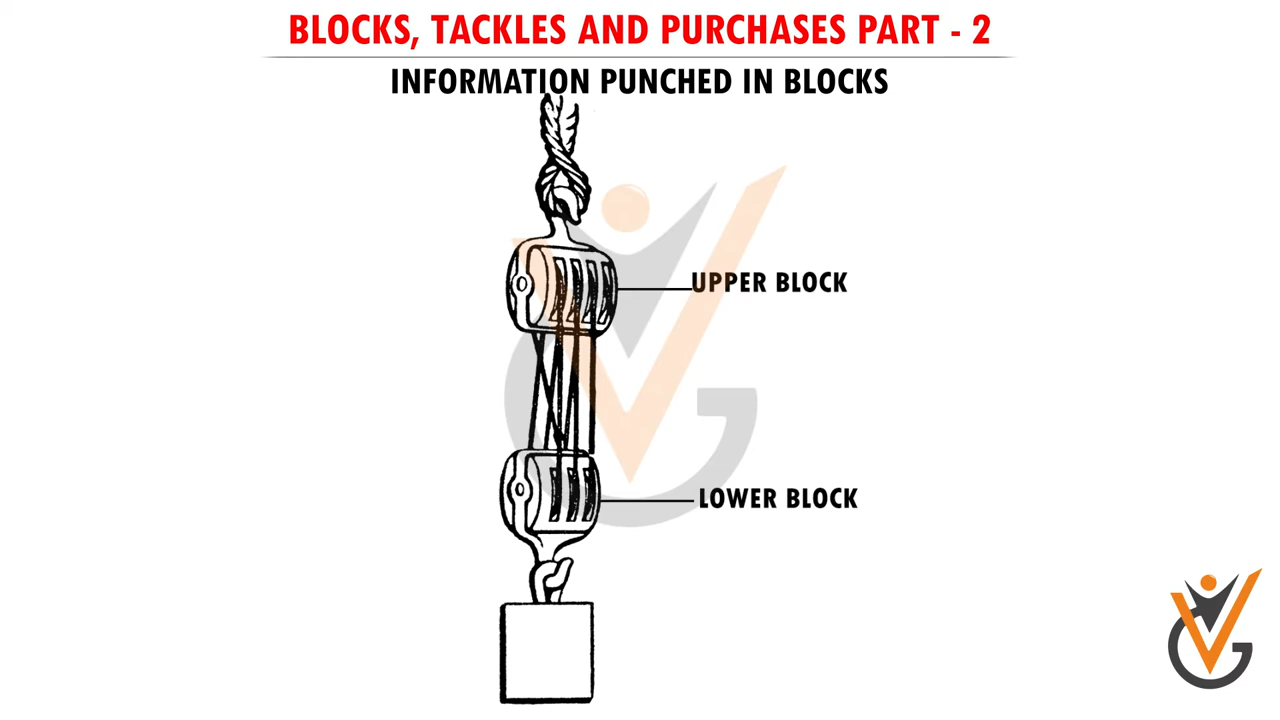 BLOCKS, TACKLES AND PURCHASES PART - 2
INFORMATION PUNCHED IN BLOCKS
UPPER BLOCK
LOWER BLOCK